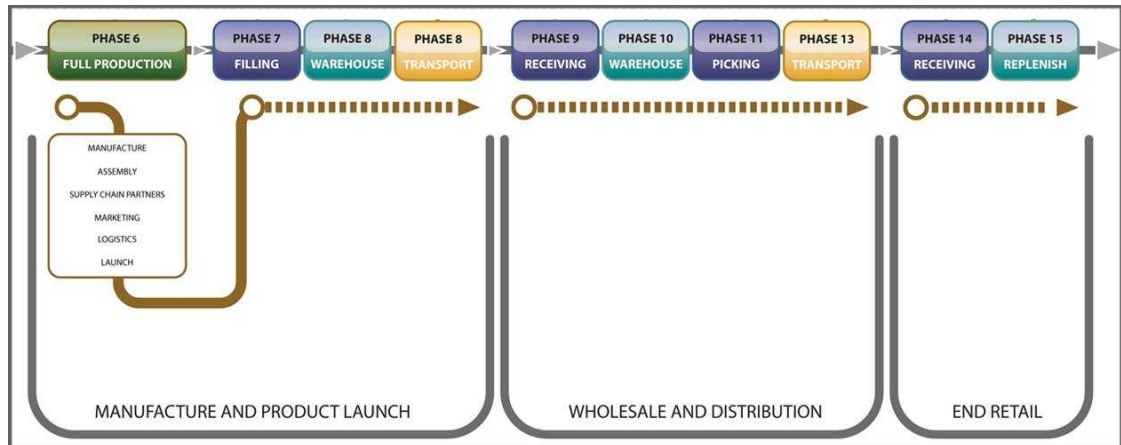 PHASE 6
FULL PRODUCTION
PHASE 7
FILLING
PHASE 8
WAREHOUSE
PHASE 8
TRANSPORT
PHASE 9
RECEIVING
PHASE 10
WAREHOUSE
PHASE 11
PICKING
PHASE 13
TRANSPORT
PHASE 14
RECEIVING
PHASE 15
REPLENISH
MANUFACTURE
ASSEMBLY
SUPPLY CHAIN PARTNERS
MARKETING
LOGISTICS
LAUNCH
MANUFACTURE AND PRODUCT LAUNCH
WHOLESALE AND DISTRIBUTION
END RETAIL